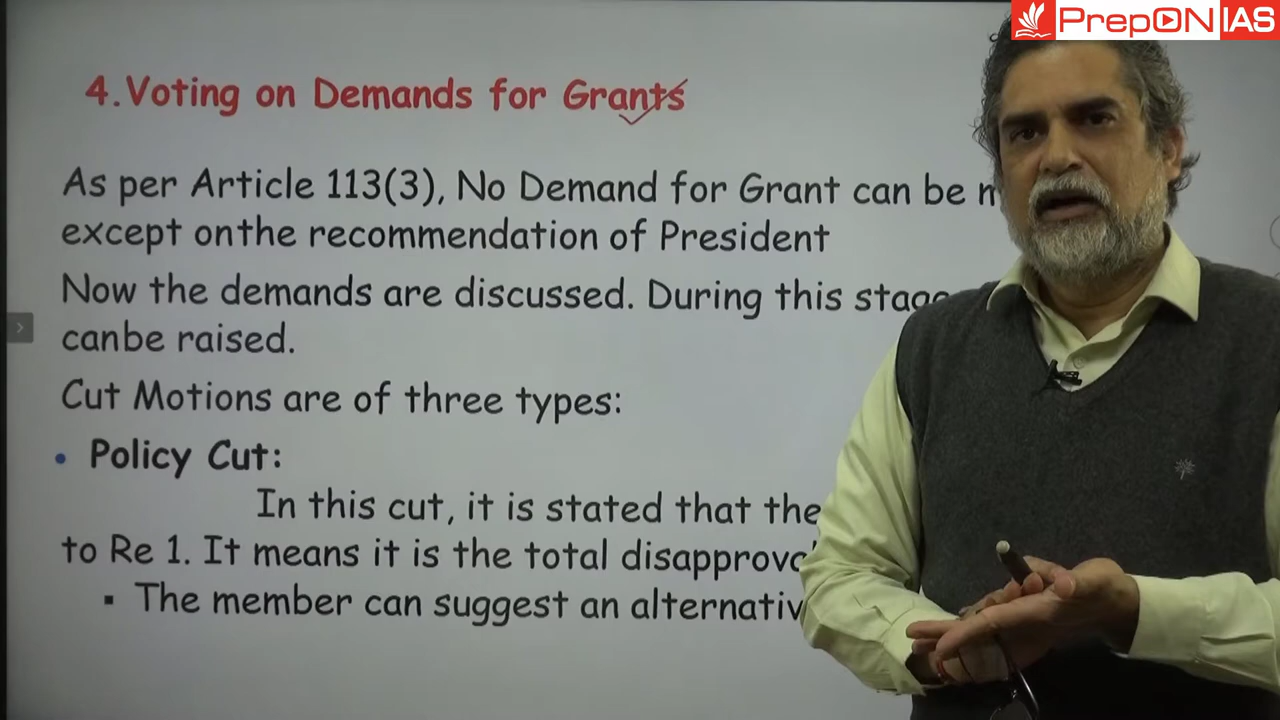 PrepON IAS
4. Voting on Demands for Grants
As per Article 113(3), No Demand for Grant can be
except onthe recommendation of President
Now the demands are discussed. During this stage
canbe raised.
Cut Motions are of three types:
• Policy Cut:
In this cut, it is stated that the
to Re 1. It means it is the total disapproval
▪ The member can suggest an